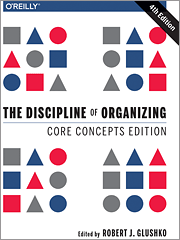 O'REILLY®
4th Edition
THE DISCIPLINE OF ORGANIZING
CORE CONCEPTS EDITION
Edited by ROBERT J. GLUSHKO